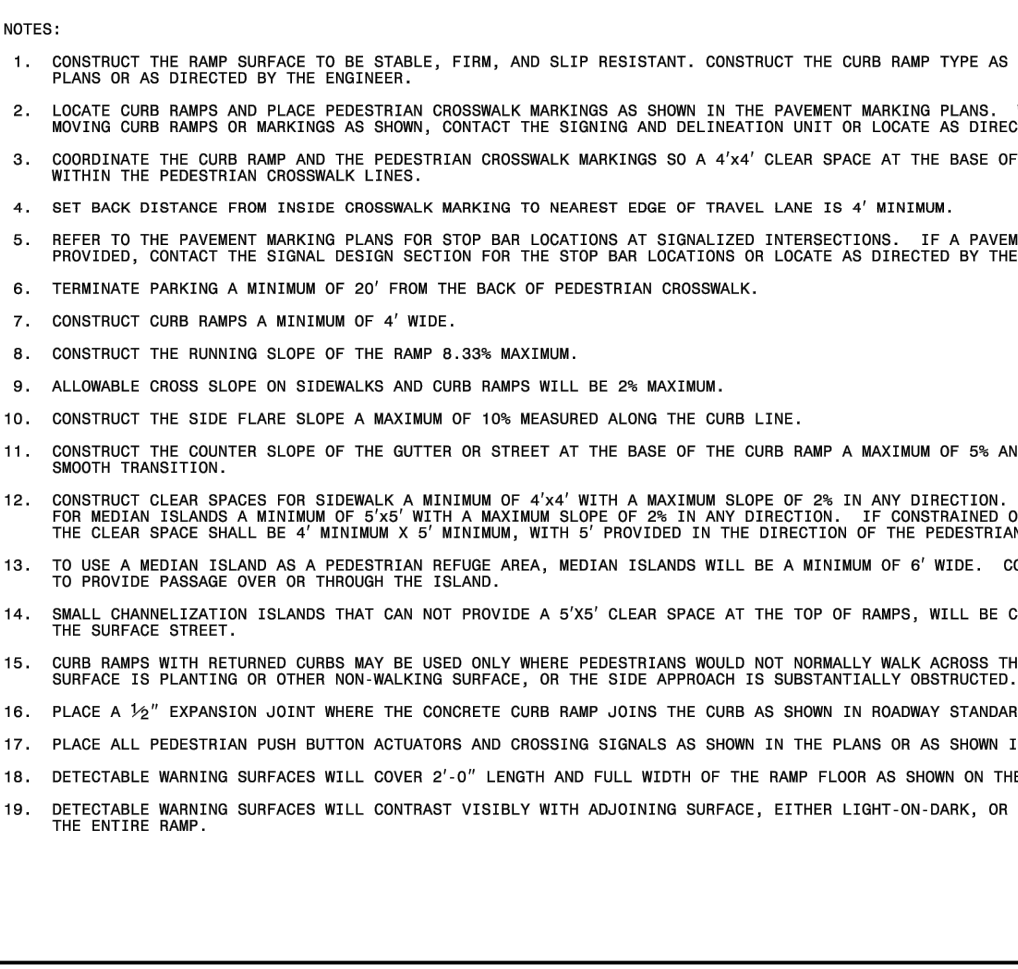 NOTES:
1. CONSTRUCT THE RAMP SURFACE TO BE STABLE, FIRM, AND SLIP RESISTANT. CONSTRUCT THE CURB RAMP TYPE AS
PLANS OR AS DIRECTED BY THE ENGINEER.
2. LOCATE CURB RAMPS AND PLACE PEDESTRIAN CROSSWALK MARKINGS AS SHOWN IN THE PAVEMENT MARKING PLANS.
MOVING CURB RAMPS OR MARKINGS AS SHOWN, CONTACT THE SIGNING AND DELINEATION UNIT OR LOCATE AS DIREC
3. COORDINATE THE CURB RAMP AND THE PEDESTRIAN CROSSWALK MARKINGS SO A 4'x4' CLEAR SPACE AT THE BASE OF
WITHIN THE PEDESTRIAN CROSSWALK LINES.
4. SET BACK DISTANCE FROM INSIDE CROSSWALK MARKING TO NEAREST EDGE OF TRAVEL LANE IS 4' MINIMUM.
5. REFER TO THE PAVEMENT MARKING PLANS FOR STOP BAR LOCATIONS AT SIGNALIZED INTERSECTIONS. IF A PAVEM
PROVIDED, CONTACT THE SIGNAL DESIGN SECTION FOR THE STOP BAR LOCATIONS OR LOCATE AS DIRECTED BY THE
6. TERMINATE PARKING A MINIMUM OF 20' FROM THE BACK OF PEDESTRIAN CROSSWALK.
7. CONSTRUCT CURB RAMPS A MINIMUM OF 4' WIDE.
8. CONSTRUCT THE RUNNING SLOPE OF THE RAMP 8.33% MAXIMUM.
9. ALLOWABLE CROSS SLOPE ON SIDEWALKS AND CURB RAMPS WILL BE 2% MAXIMUM.
10. CONSTRUCT THE SIDE FLARE SLOPE A MAXIMUM OF 10% MEASURED ALONG THE CURB LINE.
11. CONSTRUCT THE COUNTER SLOPE OF THE GUTTER OR STREET AT THE BASE OF THE CURB RAMP A MAXIMUM OF 5% AN
SMOOTH TRANSITION.
12. CONSTRUCT CLEAR SPACES FOR SIDEWALK A MINIMUM OF 4'x4' WITH A MAXIMUM SLOPE OF 2% IN ANY DIRECTION.
FOR MEDIAN ISLANDS A MINIMUM OF 5'x5' WITH A MAXIMUM SLOPE OF 2% IN ANY DIRECTION. IF CONSTRAINED O
THE CLEAR SPACE SHALL BE 4' MINIMUM X 5' MINIMUM, WITH 5' PROVIDED IN THE DIRECTION OF THE PEDESTRIAN
13. TO USE A MEDIAN ISLAND AS A PEDESTRIAN REFUGE AREA, MEDIAN ISLANDS WILL BE A MINIMUM OF 6' WIDE. CO
TO PROVIDE PASSAGE OVER OR THROUGH THE ISLAND.
14. SMALL CHANNELIZATION ISLANDS THAT CAN NOT PROVIDE A 5'X5' CLEAR SPACE AT THE TOP OF RAMPS, WILL BE C
THE SURFACE STREET.
15. CURB RAMPS WITH RETURNED CURBS MAY BE USED ONLY WHERE PEDESTRIANS WOULD NOT NORMALLY WALK ACROSS TH
SURFACE IS PLANTING OR OTHER NON-WALKING SURFACE, OR THE SIDE APPROACH IS SUBSTANTIALLY OBSTRUCTED.
16. PLACE A ½" EXPANSION JOINT WHERE THE CONCRETE CURB RAMP JOINS THE CURB AS SHOWN IN ROADWAY STANDAR
17. PLACE ALL PEDESTRIAN PUSH BUTTON ACTUATORS AND CROSSING SIGNALS AS SHOWN IN THE PLANS OR AS SHOWN I
18. DETECTABLE WARNING SURFACES WILL COVER 2'-0" LENGTH AND FULL WIDTH OF THE RAMP FLOOR AS SHOWN ON THE
19. DETECTABLE WARNING SURFACES WILL CONTRAST VISIBLY WITH ADJOINING SURFACE, EITHER LIGHT-ON-DARK, OR
THE ENTIRE RAMP.